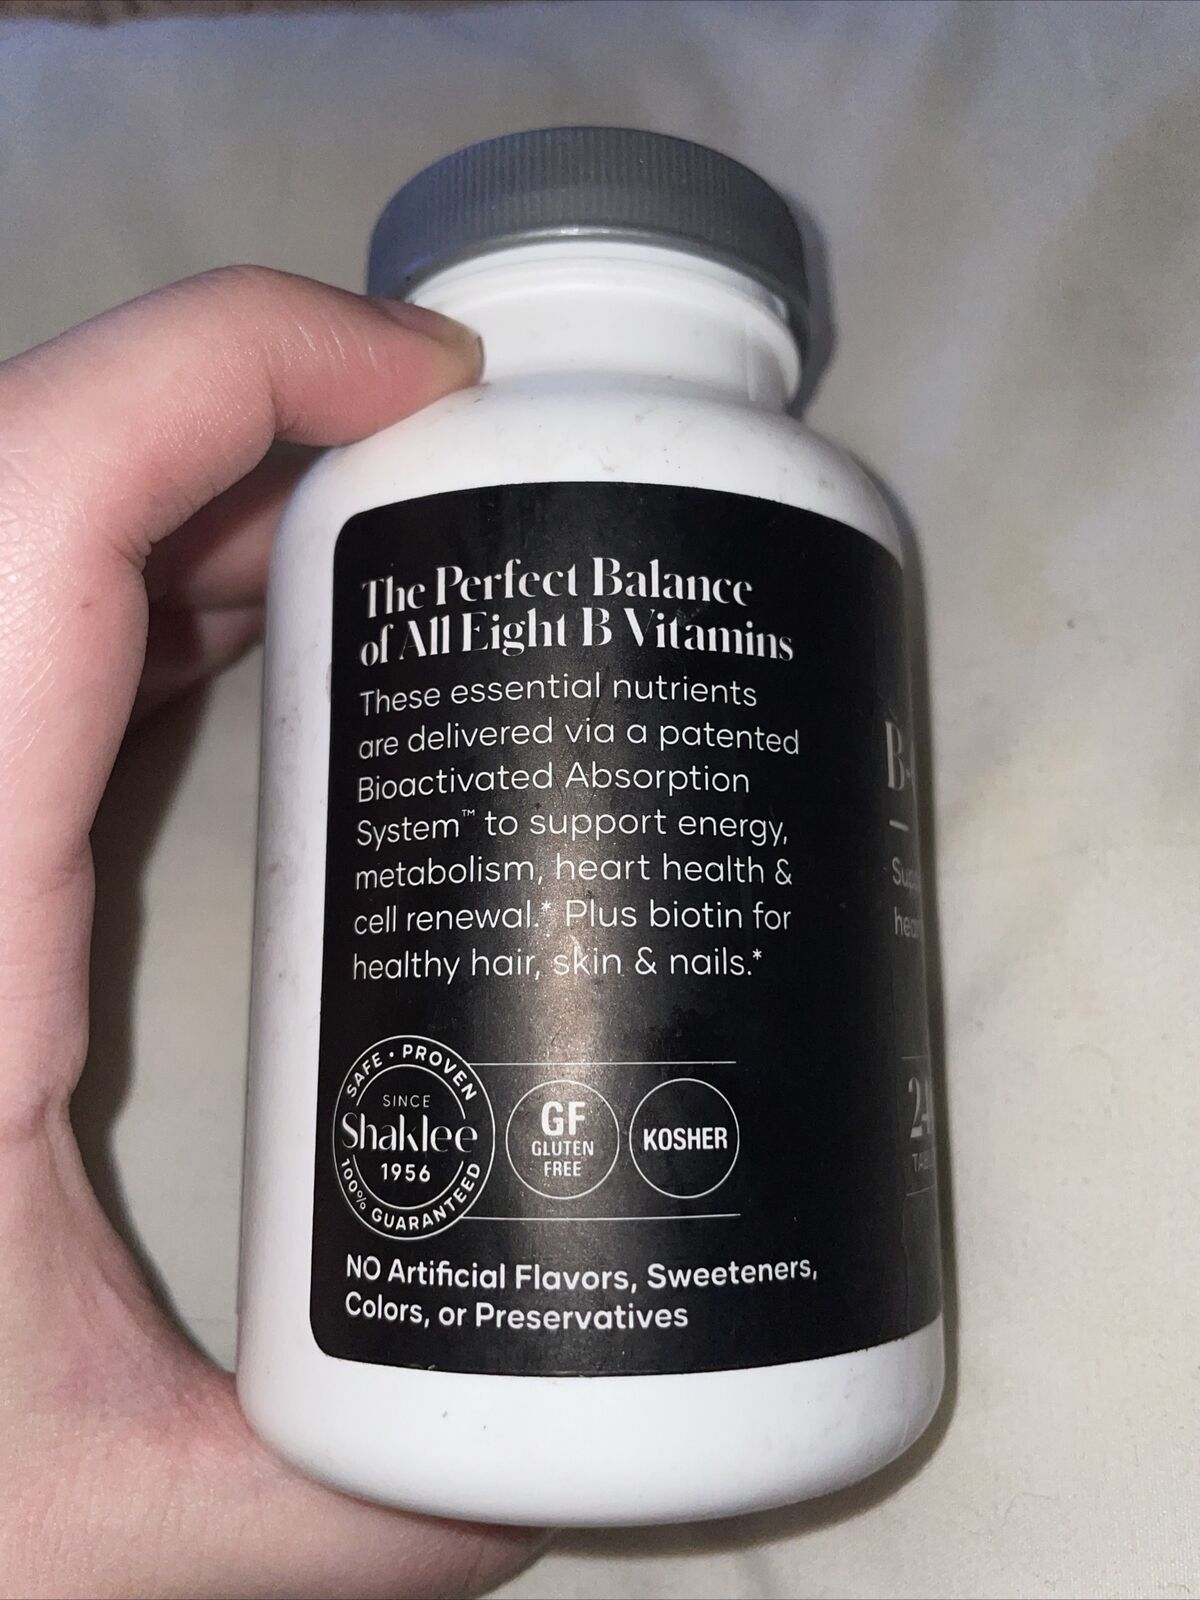 The Perfect Balance
of All Eight B Vitamins
These essential nutrients
are delivered via a patented
Bioactivated Absorption
System™ to support energy,
metabolism, heart health &
cell renewal.* Plus biotin for
healthy hair, skin & nails.*
SAFE • PROVEN
SINCE
Shaklee
1956
100% GUARANTEED
GF
GLUTEN
FREE
KOSHER
NO Artificial Flavors, Sweeteners,
Colors, or Preservatives